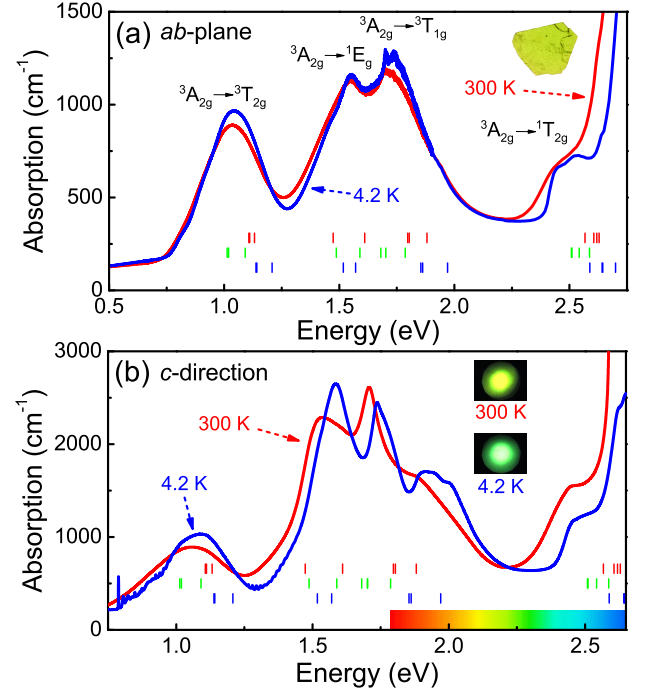 (a) ab-plane
³A₂g→³T₁g
³A₂g→¹Eg
³A₂g→³T₂g
300 K
³A₂g→¹T₂g
4.2 K
Absorption (cm⁻¹)
1500
1000
500
0
0.5 1.0 1.5 2.0 2.5
Energy (eV)
(b) c-direction
300 K
300 K
4.2 K
4.2 K
Absorption (cm⁻¹)
3000
2000
1000
0
1.0 1.5 2.0 2.5
Energy (eV)